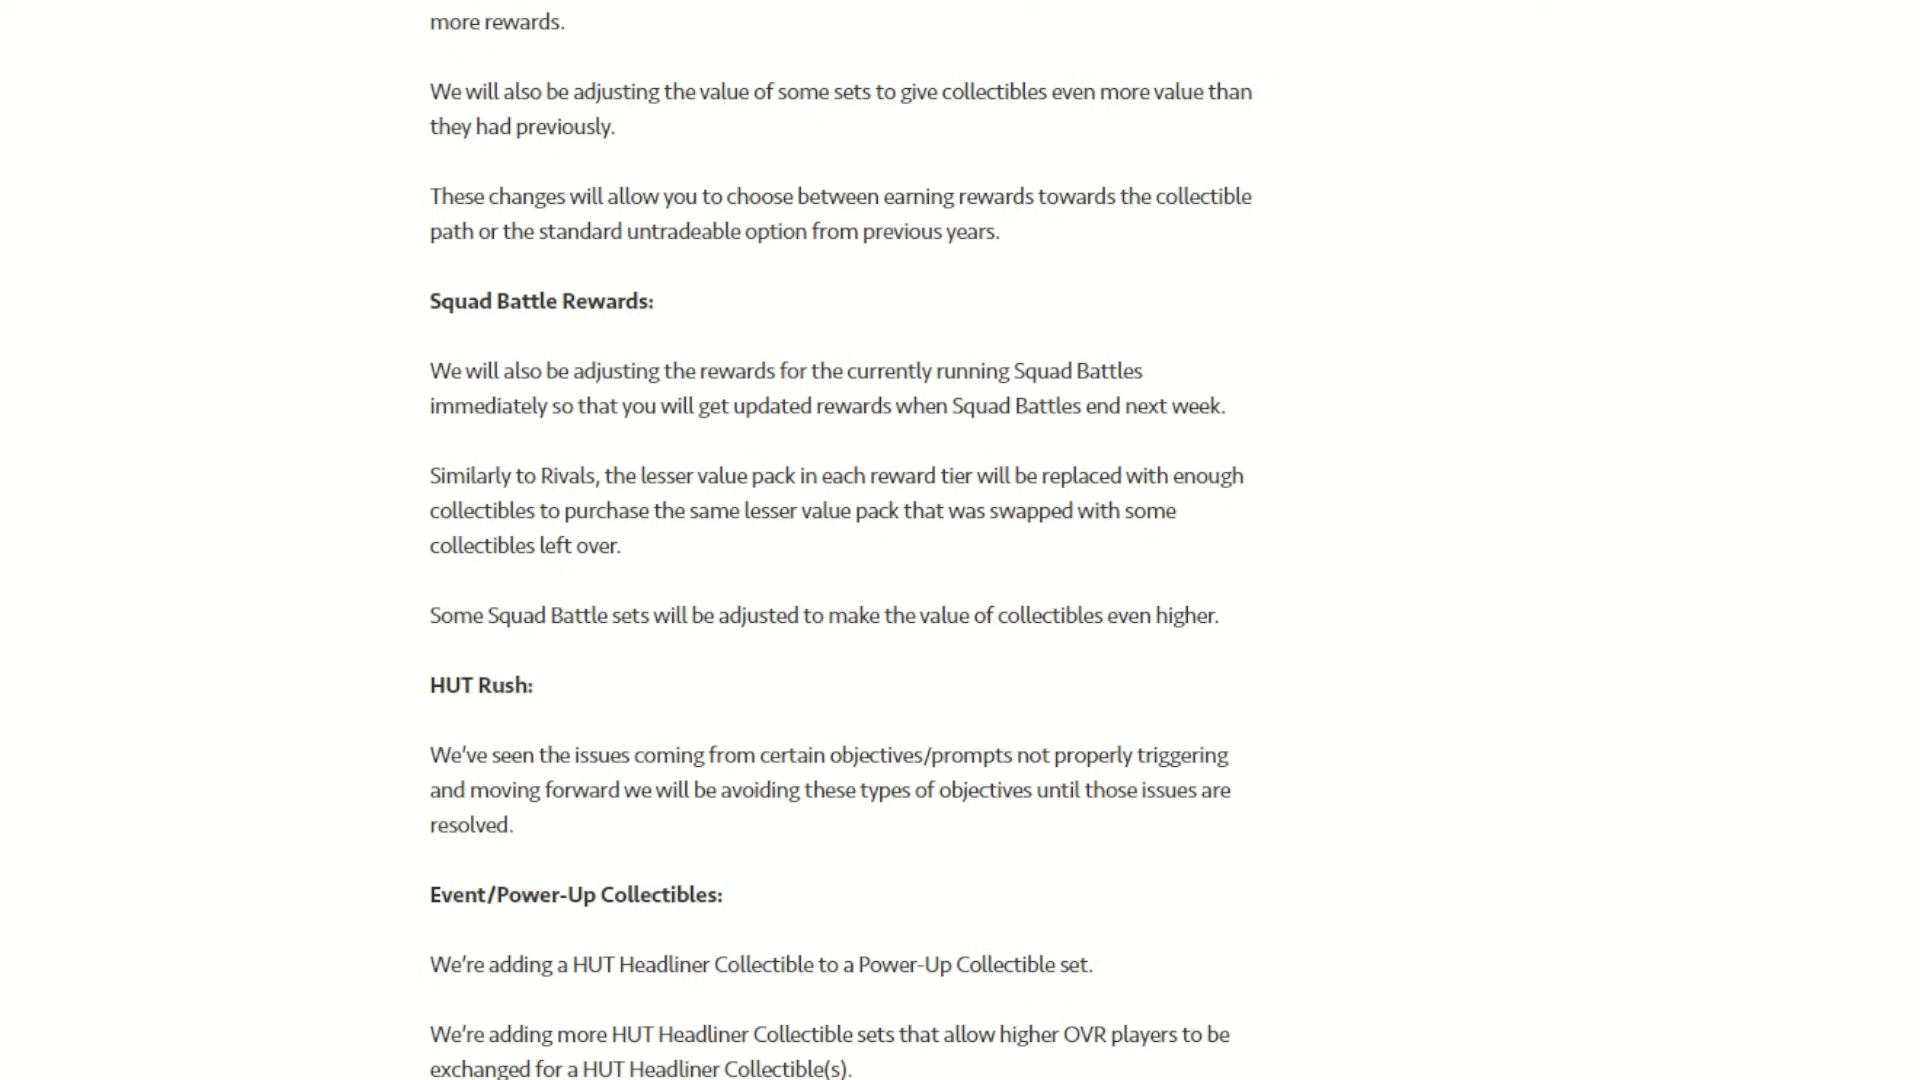 more rewards.
We will also be adjusting the value of some sets to give collectibles even more value than
they had previously.
These changes will allow you to choose between earning rewards towards the collectible
path or the standard untradeable option from previous years.
Squad Battle Rewards:
We will also be adjusting the rewards for the currently running Squad Battles
immediately so that you will get updated rewards when Squad Battles end next week.
Similarly to Rivals, the lesser value pack in each reward tier will be replaced with enough
collectibles to purchase the same lesser value pack that was swapped with some
collectibles left over.
Some Squad Battle sets will be adjusted to make the value of collectibles even higher.
HUT Rush:
We've seen the issues coming from certain objectives/prompts not properly triggering
and moving forward we will be avoiding these types of objectives until those issues are
resolved.
Event/Power-Up Collectibles:
We're adding a HUT Headliner Collectible to a Power-Up Collectible set.
We're adding more HUT Headliner Collectible sets that allow higher OVR players to be
exchanged for a HUT Headliner Collectible(s).